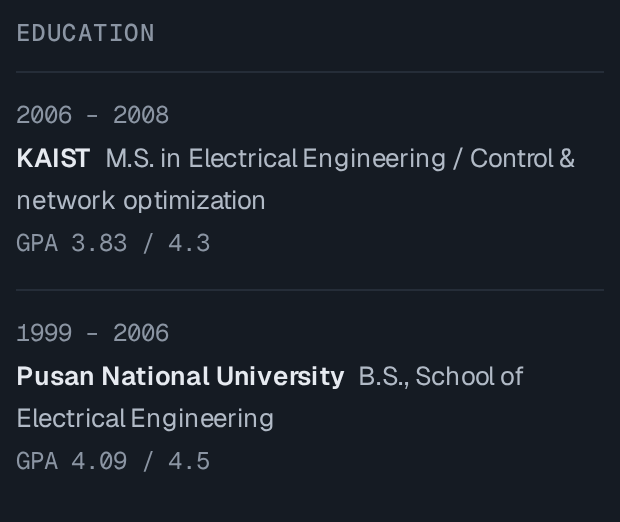 EDUCATION
2006 – 2008
KAIST M.S. in Electrical Engineering / Control &
network optimization
GPA 3.83 / 4.3
1999 – 2006
Pusan National University B.S., School of
Electrical Engineering
GPA 4.09 / 4.5